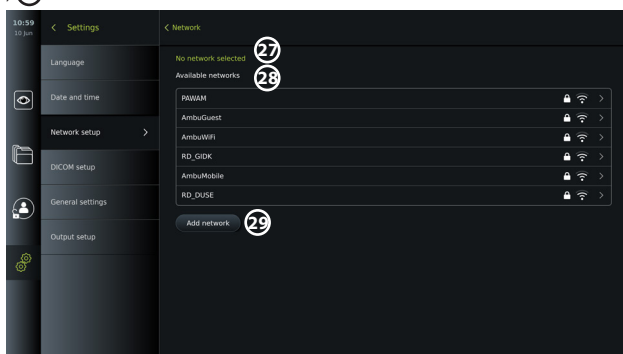 10:59
10 Jun
Settings
Network
Language
Date and time
Network setup
DICOM setup
General settings
Output setup
No network selected
27
Available networks
28
PAWAM
AmbuGuest
AmbuWiFi
RD_GIDK
AmbuMobile
RD_DUSE
Add network
29